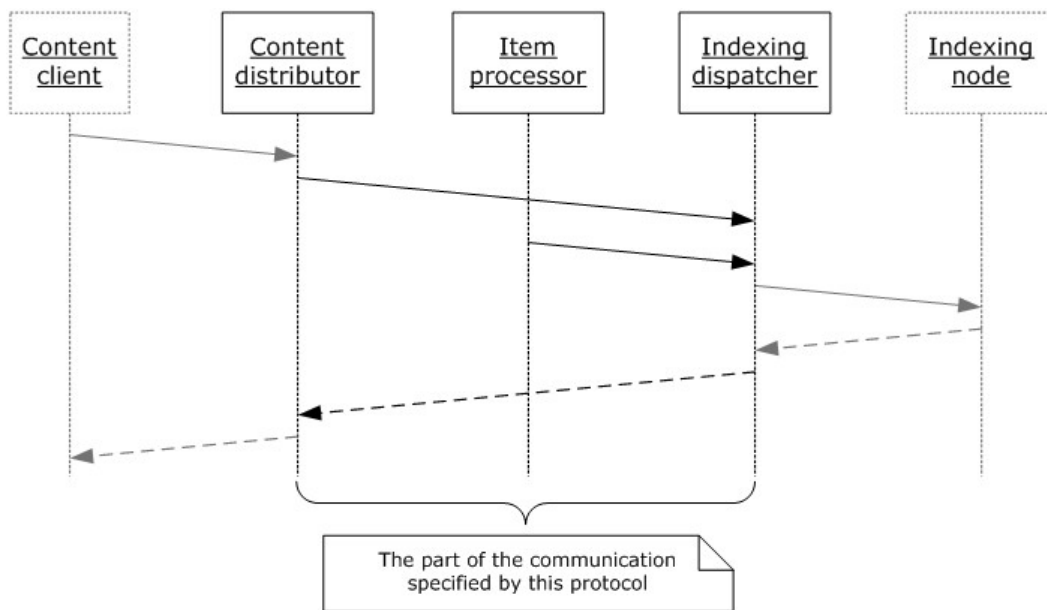 Content
client
Content
distributor
Item
processor
Indexing
dispatcher
Indexing
node
The part of the communication
specified by this protocol